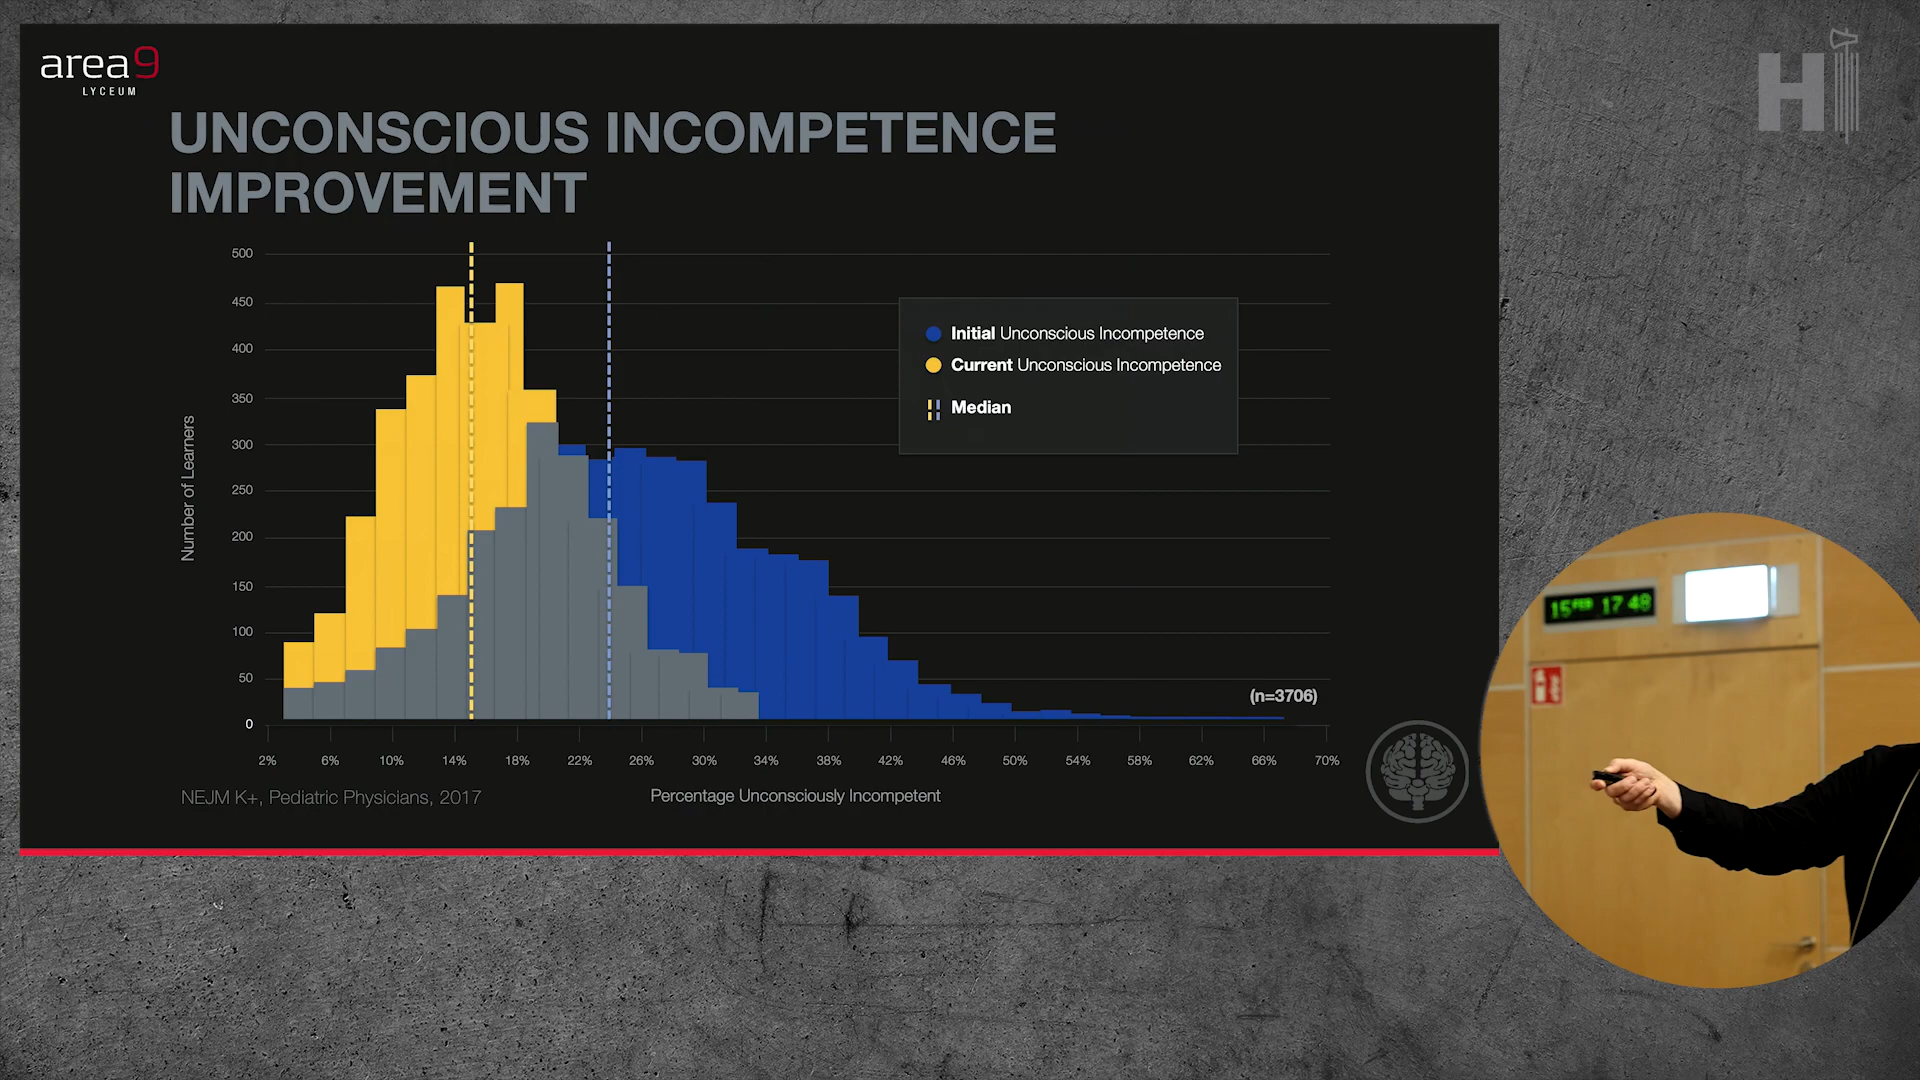 area9
LYCEUM
H
UNCONSCIOUS INCOMPETENCE
IMPROVEMENT
500
450
400
350
300
250
200
150
100
50
0
Number of Learners
Initial Unconscious Incompetence
Current Unconscious Incompetence
Median
(n=3706)
2% 6% 10% 14% 18% 22% 26% 30% 34% 38% 42% 46% 50% 54% 58% 62% 66% 70%
NEJM K+, Pediatric Physicians, 2017
Percentage Unconsciously Incompetent
15 FEB 17 48